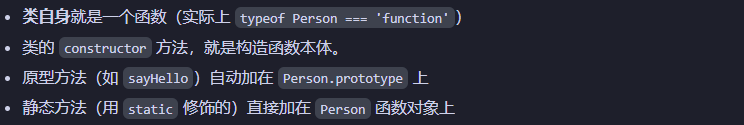 • 类自身就是一个函数（实际上 typeof Person === 'function'）
• 类的 constructor 方法，就是构造函数本体。
• 原型方法（如 sayHello）自动加在 Person.prototype 上
• 静态方法（用 static 修饰的）直接加在 Person 函数对象上